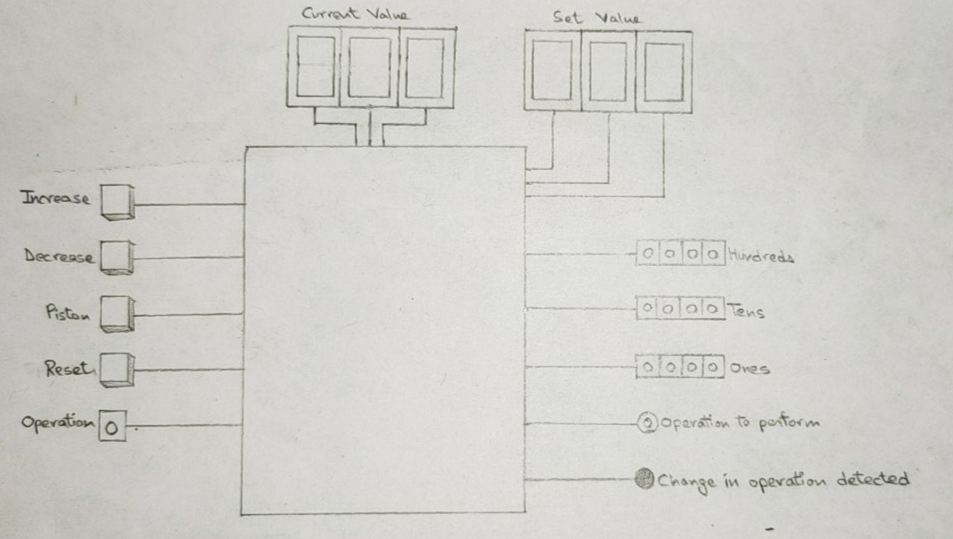 Current Value
Set Value
Increase
Decrease
Piston
Reset
Operation 0
0 0 0 0 Hundreds
0 0 0 0 Tens
0 0 0 0 Ones
0 Operation to perform
Change in operation detected